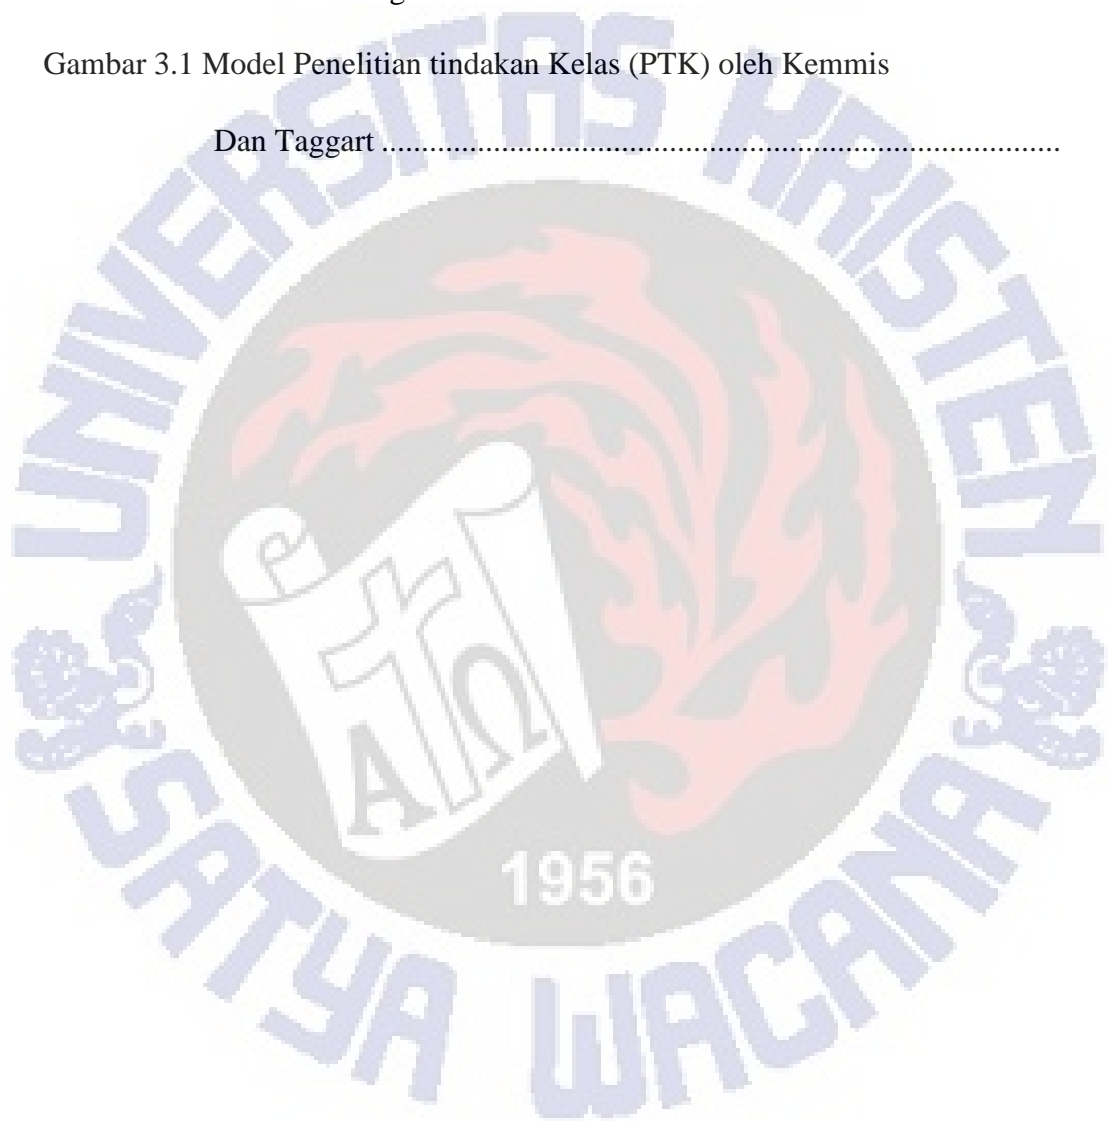 Gambar 3.1 Model Penelitian tindakan Kelas (PTK) oleh Kemmis
Dan Taggart ....................................................................................
UNIVERSITAS KRISTEN
SATYA WACANA
Α Ω
1956